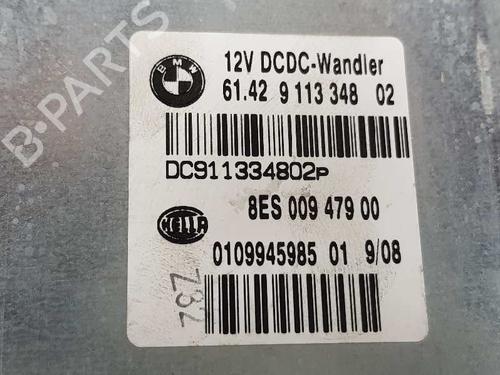 BMW
12V DCDC-Wandler
61.42 9 113 348 02
DC911334802P
8ES 009 479 00
HELLA
0109945985 01 9/08
Z32
B-PARTS